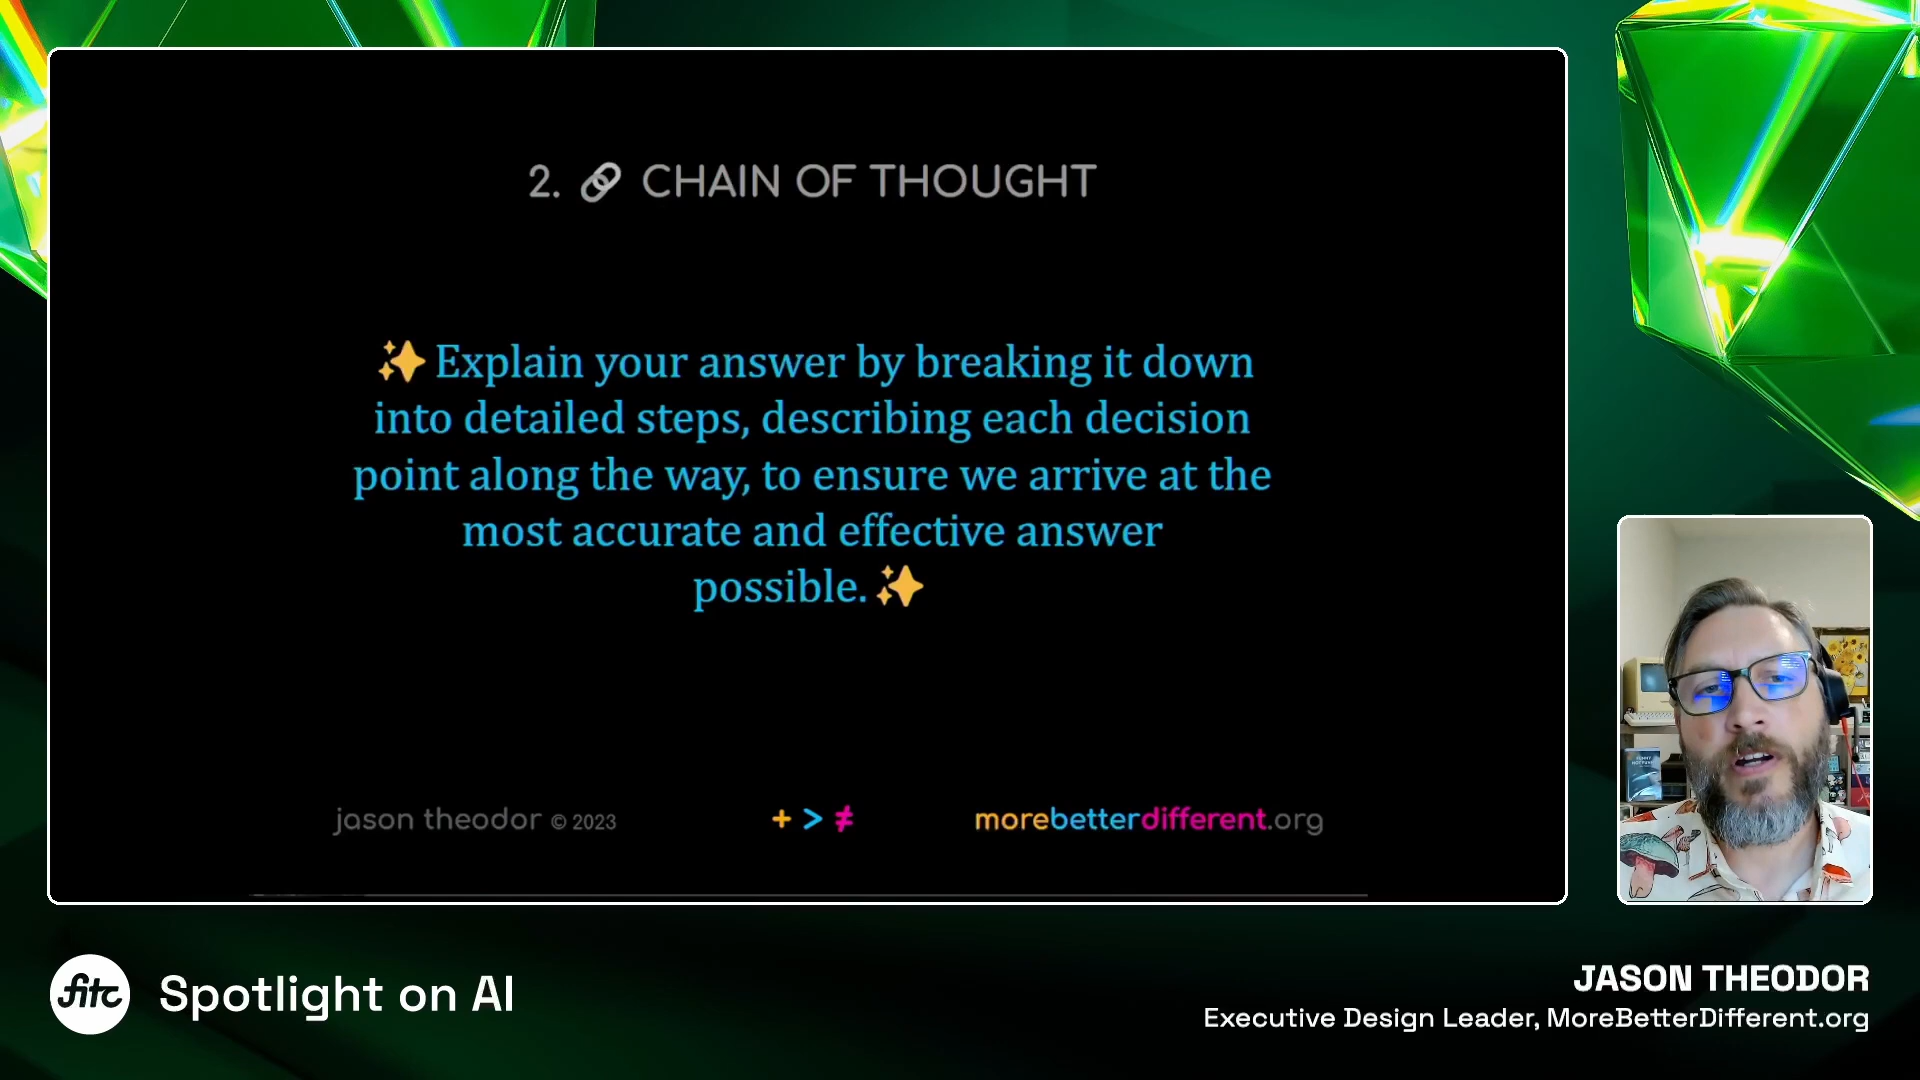 2. 🔗 CHAIN OF THOUGHT
✨ Explain your answer by breaking it down
into detailed steps, describing each decision
point along the way, to ensure we arrive at the
most accurate and effective answer
possible. ✨
jason theodor © 2023
+ > ≠
morebetterdifferent.org
fitc
Spotlight on AI
JASON THEODOR
Executive Design Leader, MoreBetterDifferent.org